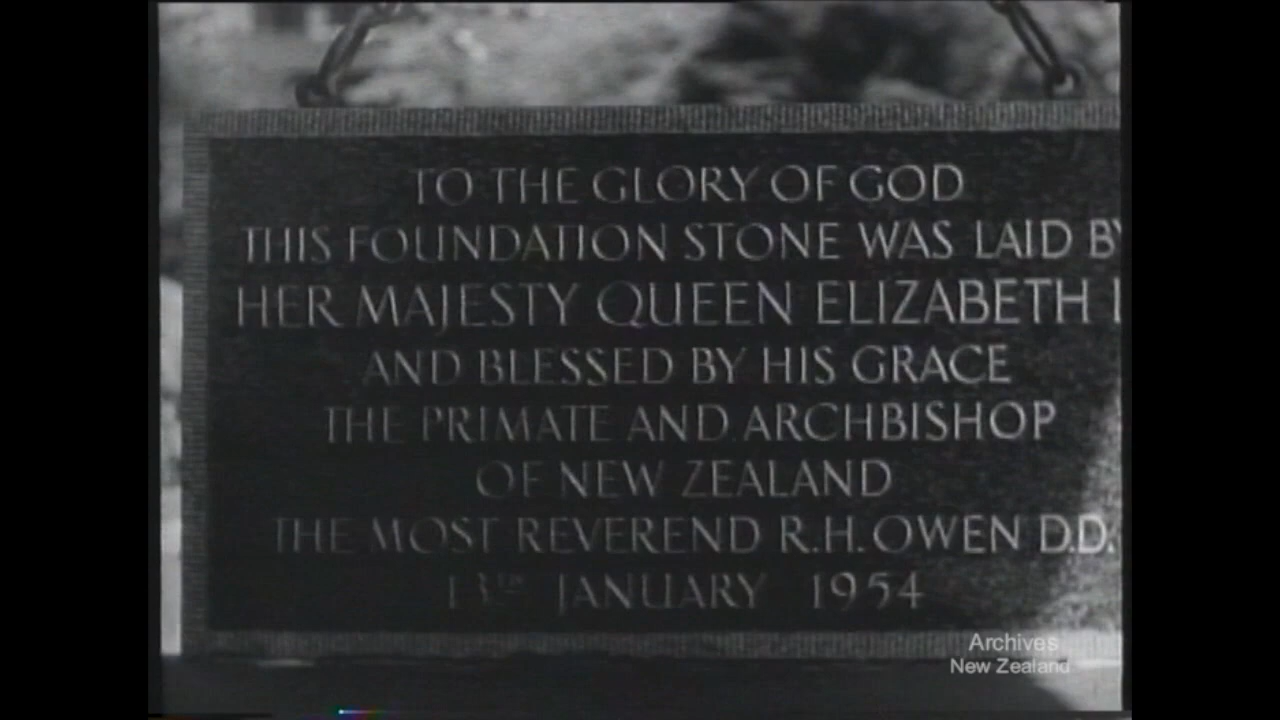 TO THE GLORY OF GOD
THIS FOUNDATION STONE WAS LAID BY
HER MAJESTY QUEEN ELIZABETH I
AND BLESSED BY HIS GRACE
THE PRIMATE AND ARCHBISHOP
OF NEW ZEALAND
THE MOST REVEREND R.H. OWEN D.D.
13TH JANUARY 1954
Archives
New Zealand